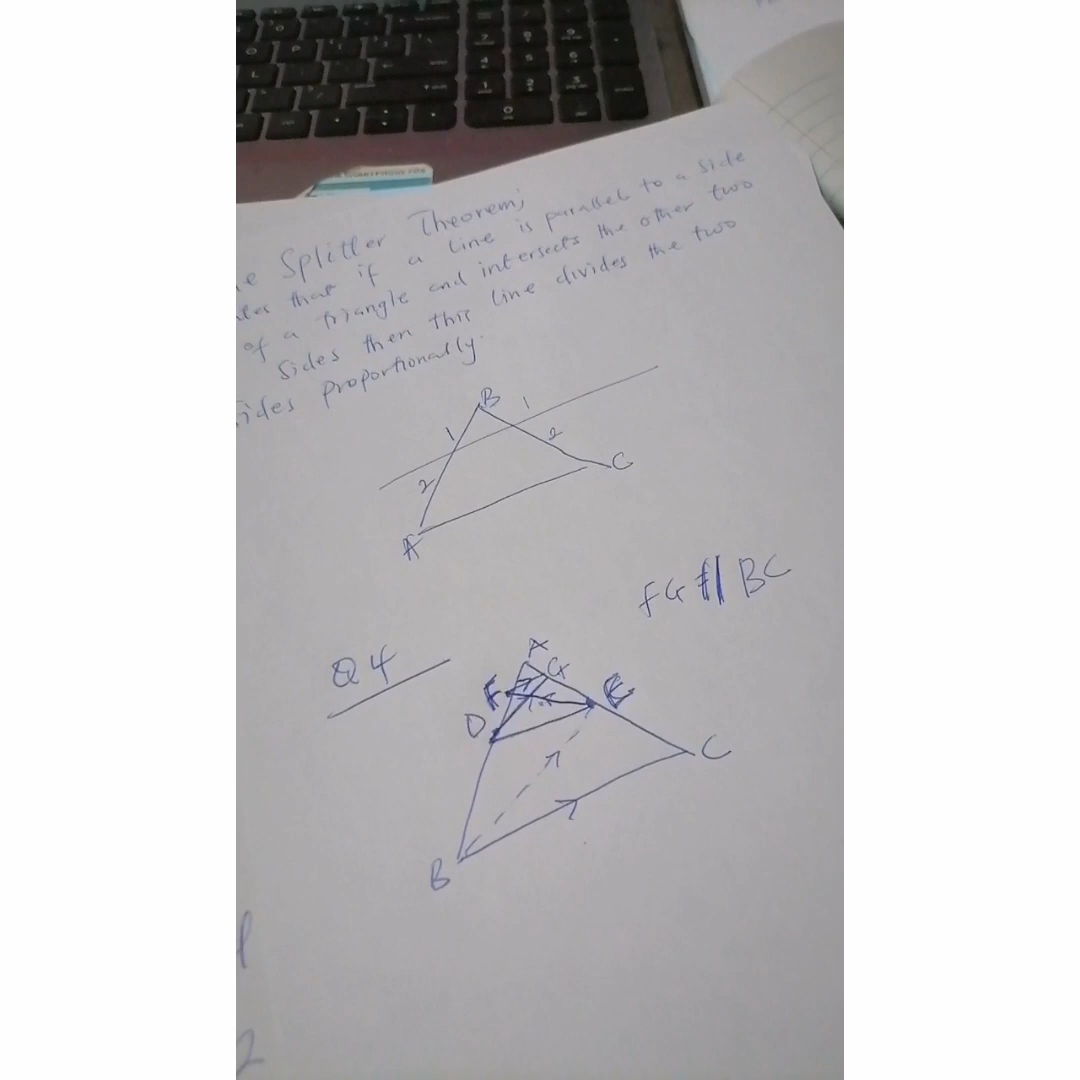 Splitter Theorem;
that if a line is parallel to a side
of a triangle and intersects the other two
sides then this line divides the two
proportionally.
B
1 1
2 2
C
A
FG ∦ BC
Q4
A
G
F E
D
C
B
2